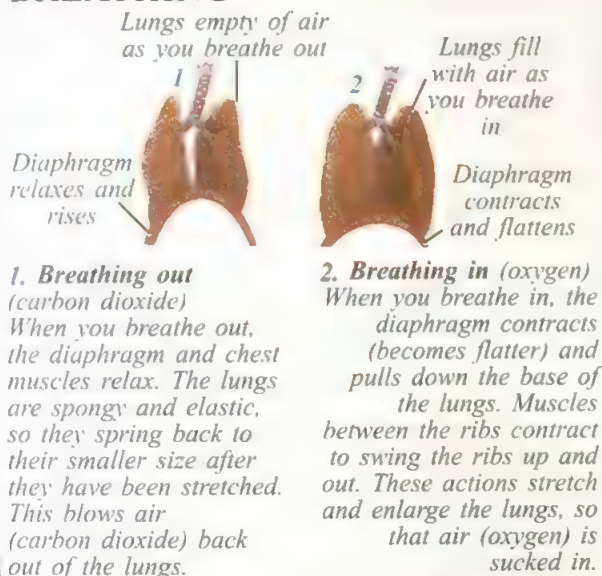 Lungs empty of air
as you breathe out
1
Diaphragm
relaxes and
rises
2
Lungs fill
with air as
you breathe
in
Diaphragm
contracts
and flattens
1. Breathing out
(carbon dioxide)
When you breathe out,
the diaphragm and chest
muscles relax. The lungs
are spongy and elastic,
so they spring back to
their smaller size after
they have been stretched.
This blows air
(carbon dioxide) back
out of the lungs.
2. Breathing in (oxygen)
When you breathe in, the
diaphragm contracts
(becomes flatter) and
pulls down the base of
the lungs. Muscles
between the ribs contract
to swing the ribs up and
out. These actions stretch
and enlarge the lungs, so
that air (oxygen) is
sucked in.